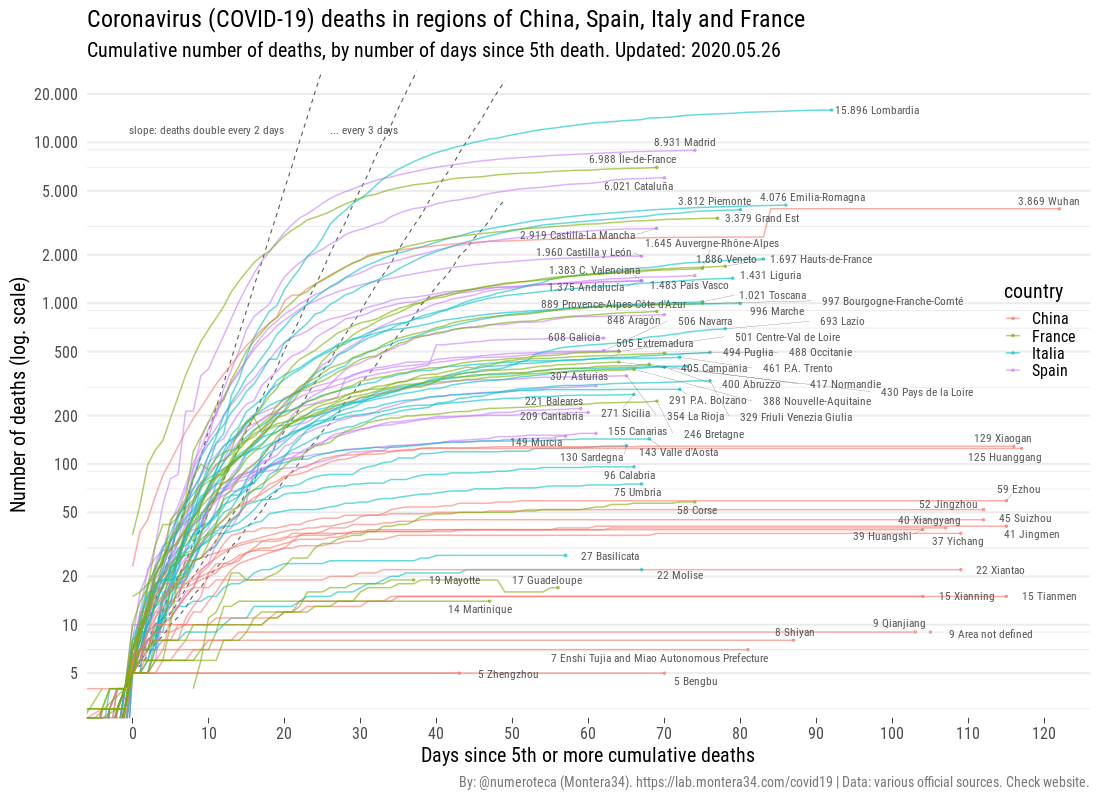 Coronavirus (COVID-19) deaths in regions of China, Spain, Italy and France
Cumulative number of deaths, by number of days since 5th death. Updated: 2020.05.26
Number of deaths (log. scale)
20.000
10.000
5.000
2.000
1.000
500
200
100
50
20
10
5
slope: deaths double every 2 days
... every 3 days
15.896 Lombardia
8.931 Madrid
6.988 Île-de-France
6.021 Cataluña
4.076 Emilia-Romagna
3.812 Piemonte
3.869 Wuhan
3.379 Grand Est
2.919 Castilla-La Mancha
1.645 Auvergne-Rhône-Alpes
1.960 Castilla y León
1.886 Veneto
1.697 Hauts-de-France
1.383 C. Valenciana
1.431 Liguria
1.375 Andalucía
1.483 País Vasco
1.021 Toscana
889 Provence-Alpes-Côte d'Azur
997 Bourgogne-Franche-Comté
996 Marche
848 Aragón
506 Navarra
693 Lazio
608 Galicia
505 Extremadura
501 Centre-Val de Loire
494 Puglia
488 Occitanie
405 Campania
461 P.A. Trento
307 Asturias
400 Abruzzo
417 Normandie
430 Pays de la Loire
221 Baleares
291 P.A. Bolzano
388 Nouvelle-Aquitaine
209 Cantabria
271 Sicilia
354 La Rioja
329 Friuli Venezia Giulia
155 Canarias
246 Bretagne
149 Murcia
143 Valle d'Aosta
129 Xiaogan
130 Sardegna
125 Huanggang
96 Calabria
75 Umbria
59 Ezhou
58 Corse
52 Jingzhou
40 Xiangyang
45 Suizhou
39 Huangshi
37 Yichang
41 Jingmen
27 Basilicata
22 Molise
22 Xiantao
19 Mayotte
17 Guadeloupe
15 Xianning
15 Tianmen
14 Martinique
9 Qianjiang
8 Shiyan
9 Area not defined
7 Enshi Tujia and Miao Autonomous Prefecture
5 Zhengzhou
5 Bengbu
country
China
France
Italia
Spain
0
10
20
30
40
50
60
70
80
90
100
110
120
Days since 5th or more cumulative deaths
By: @numeroteca (Montera34). https://lab.montera34.com/covid19 | Data: various official sources. Check website.